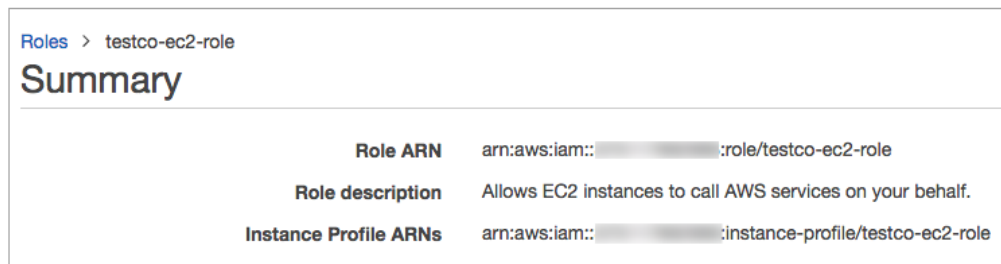 Roles > testco-ec2-role
Summary
Role ARN arn:aws:iam:: :role/testco-ec2-role
Role description Allows EC2 instances to call AWS services on your behalf.
Instance Profile ARNs arn:aws:iam:: :instance-profile/testco-ec2-role